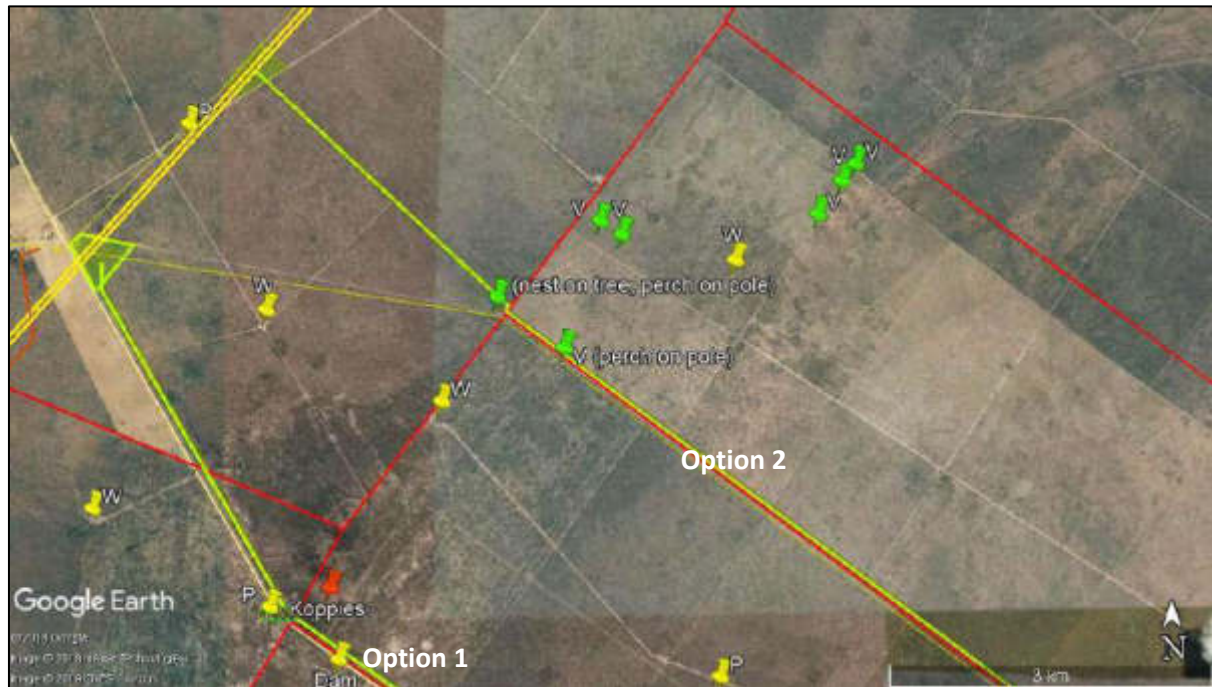 P
V V
V
V V
W
W
(nest on tree, perch on pole)
V (perch on pole)
W
Option 2
W
Google Earth
P
Koppies
Option 1
Dam
P
N
3 km